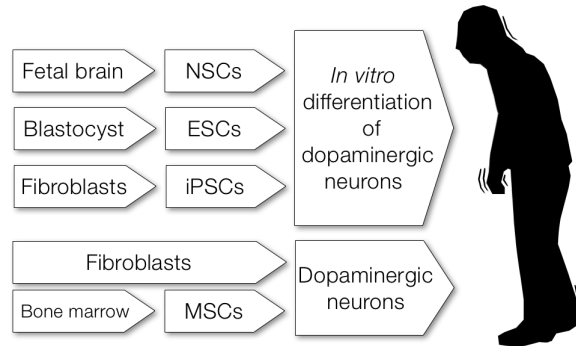 Fetal brain
NSCs
Blastocyst
ESCs
Fibroblasts
iPSCs
In vitro
differentiation
of
dopaminergic
neurons
Fibroblasts
Bone marrow
MSCs
Dopaminergic
neurons